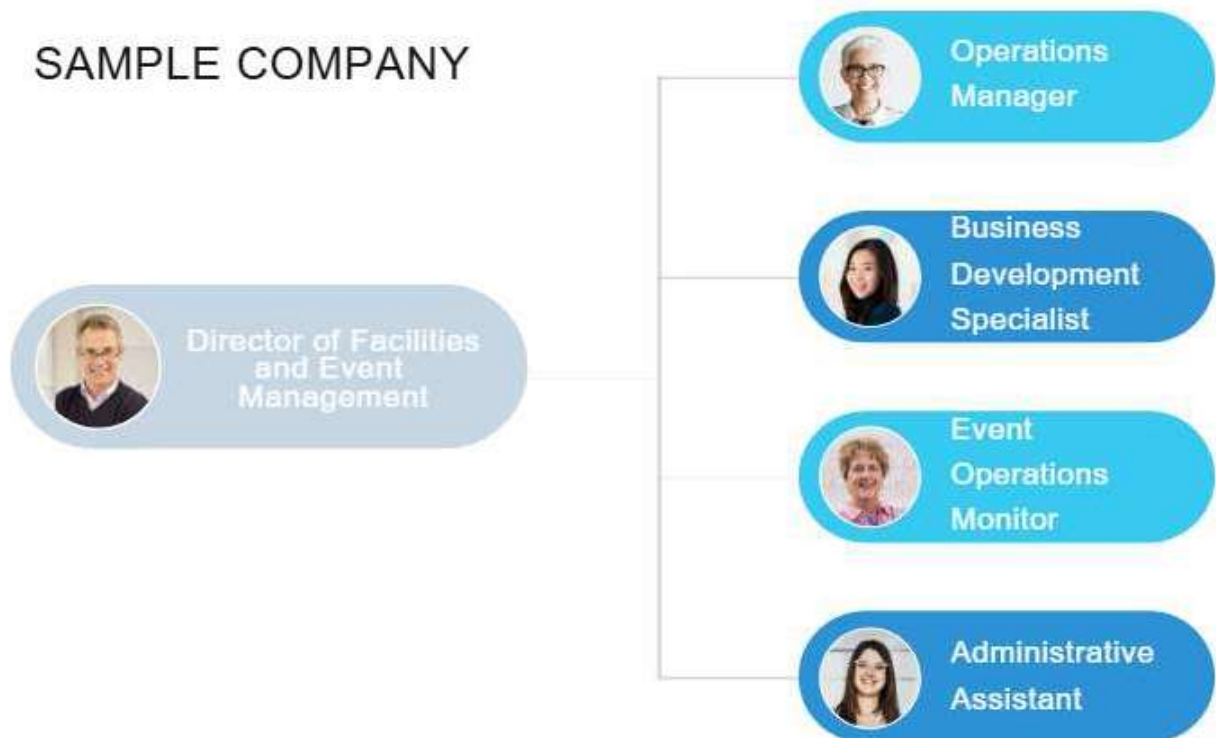 SAMPLE COMPANY
Operations
Manager
Business
Development
Specialist
Director of Facilities
and Event
Management
Event
Operations
Monitor
Administrative
Assistant